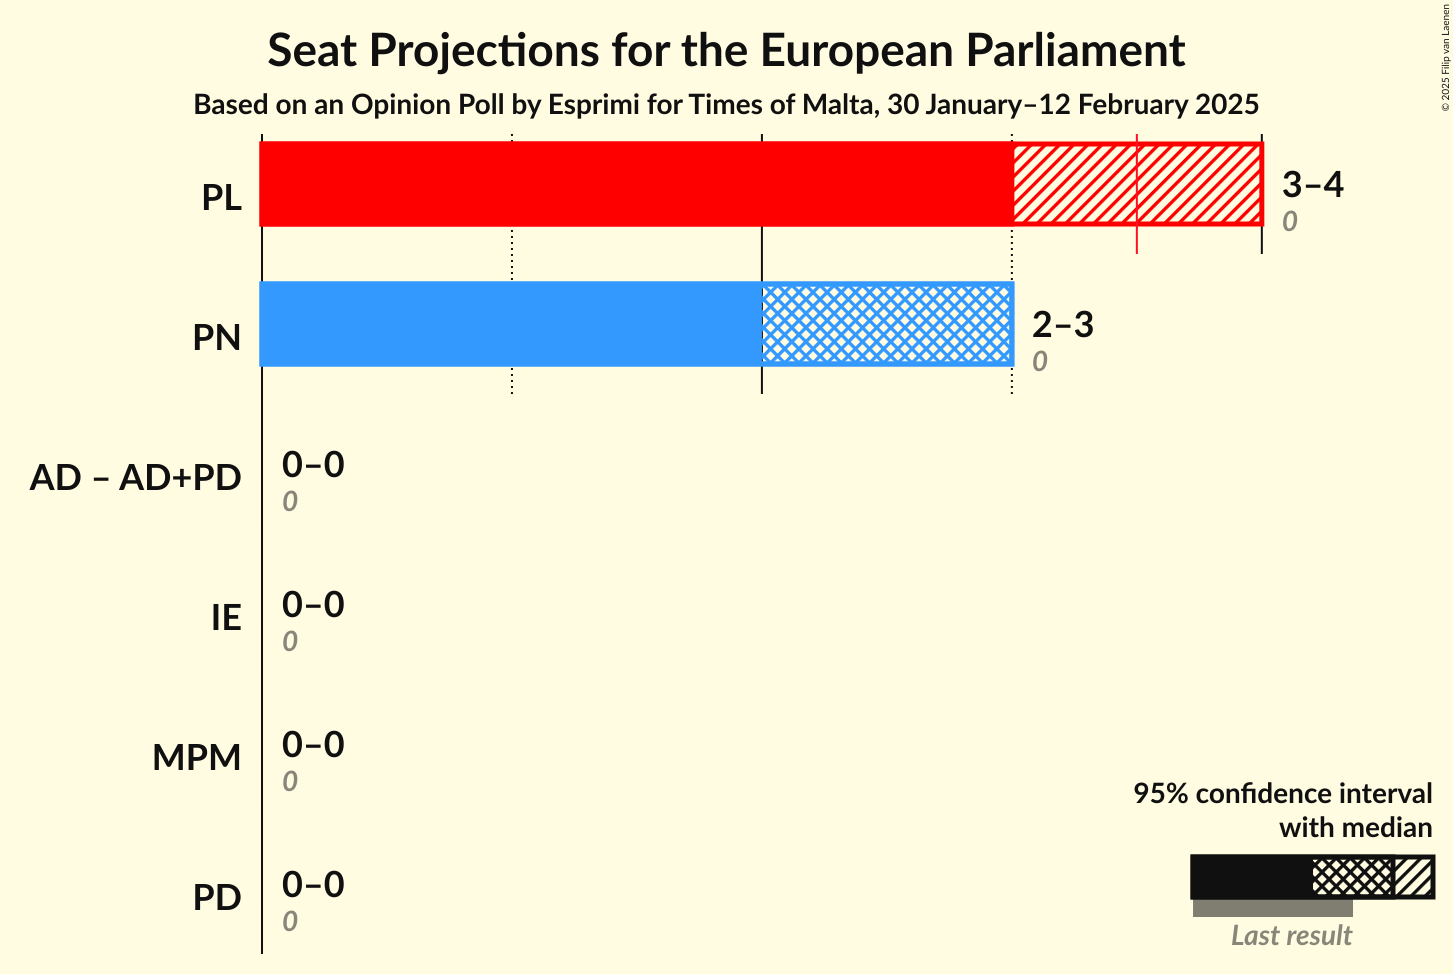 Seat Projections for the European Parliament
Based on an Opinion Poll by Esprimi for Times of Malta, 30 January–12 February 2025
© 2025 Filip van Laenen
PL
3–4
0
PN
2–3
0
AD – AD+PD
0–0
0
IE
0–0
0
MPM
0–0
0
PD
0–0
0
95% confidence interval
with median
Last result